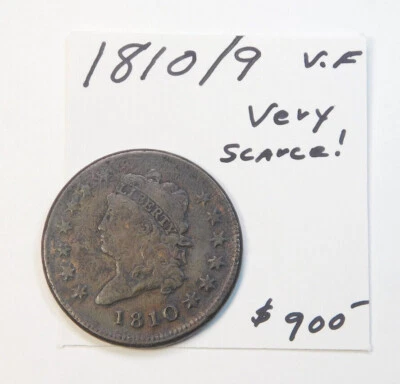 1810/9 V.F
Very
SCARCE!
LIBERTY
1810
$900-